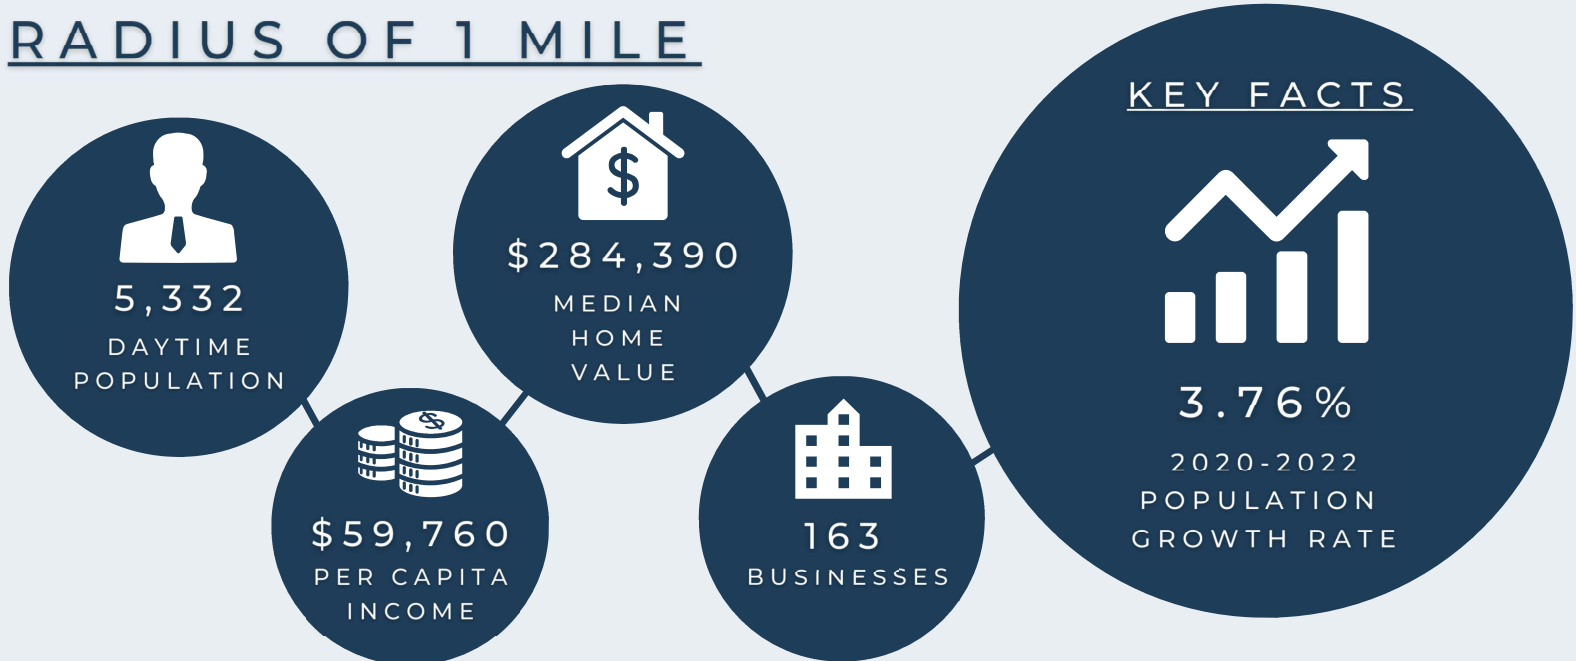 RADIUS OF 1 MILE
5,332
DAYTIME
POPULATION
$59,760
PER CAPITA
INCOME
$284,390
MEDIAN
HOME
VALUE
163
BUSINESSES
KEY FACTS
3.76%
2020-2022
POPULATION
GROWTH RATE